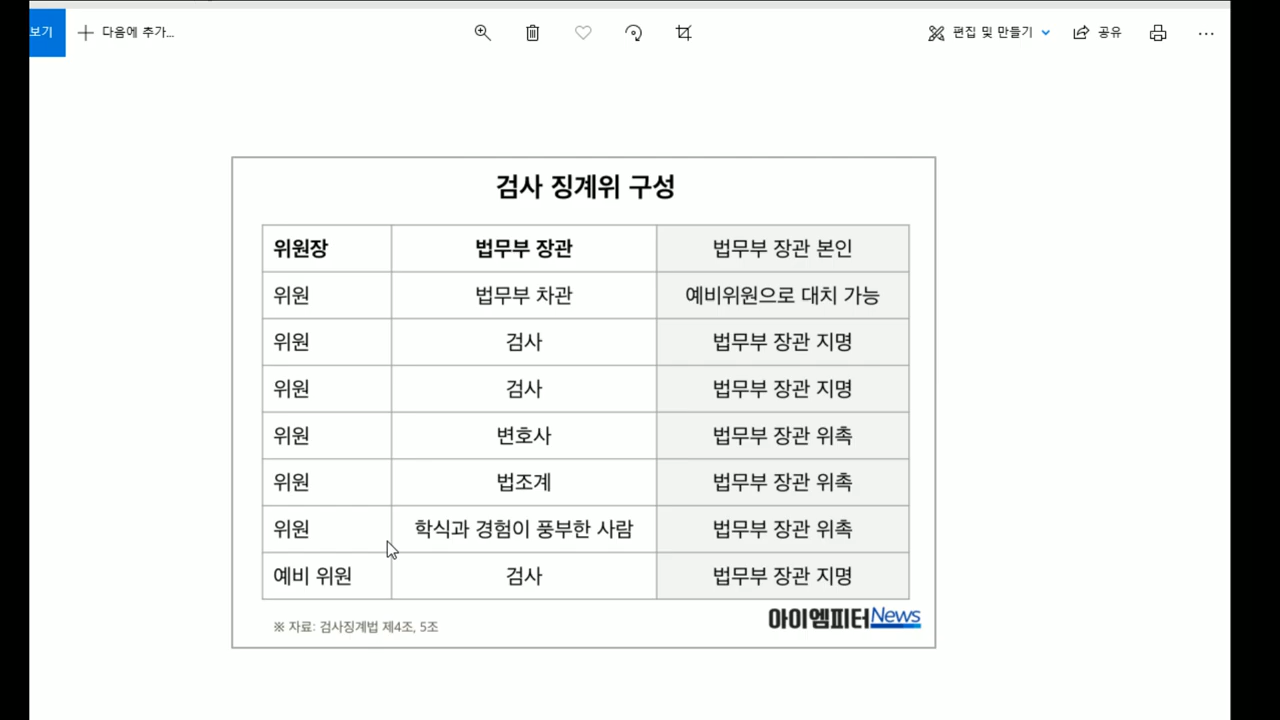 보기 다음에 추가... 편집 및 만들기 공유
검사 징계위 구성
위원장 법무부 장관 법무부 장관 본인
위원 법무부 차관 예비위원으로 대치 가능
위원 검사 법무부 장관 지명
위원 검사 법무부 장관 지명
위원 변호사 법무부 장관 위촉
위원 법조계 법무부 장관 위촉
위원 학식과 경험이 풍부한 사람 법무부 장관 위촉
예비 위원 검사 법무부 장관 지명
※ 자료: 검사징계법 제4조, 5조 아이엠피터News